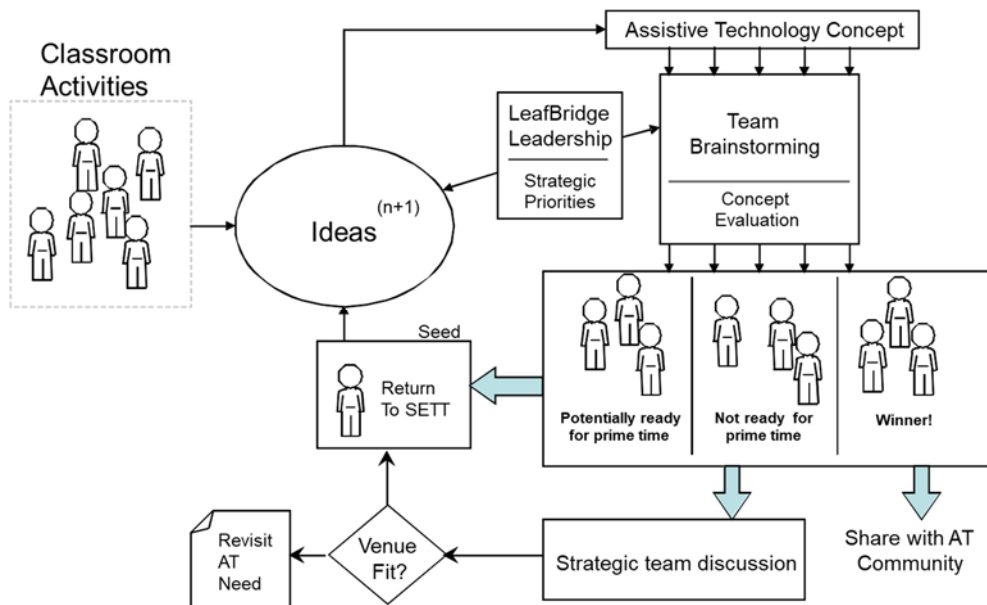 Classroom
Activities
Assistive Technology Concept
LeafBridge
Leadership
Strategic
Priorities
Team
Brainstorming
Concept
Evaluation
(n+1)
Ideas
Seed
Return
To SETT
Potentially ready
for prime time
Not ready for
prime time
Winner!
Revisit
AT
Need
Venue
Fit?
Strategic team discussion
Share with AT
Community